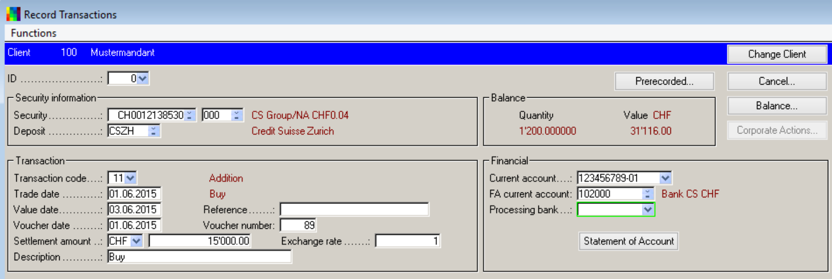 Record Transactions
Functions
Client 100 Mustermandant
Change Client
ID ......................: 0
Prerecorded...
Cancel...
Security information
Balance
Balance...
Security..............: CH0012138530 000 CS Group/NA CHF0.04
Quantity Value CHF
Deposit ...............: CSZH Credit Suisse Zurich
1'200.000000 31'116.00
Corporate Actions...
Transaction
Financial
Transaction code....: 11 Addition
Current account....: 123456789-01
Trade date ...........: 01.06.2015 Buy
FA current account: 102000 Bank CS CHF
Value date............: 03.06.2015 Reference.......:
Processing bank...:
Voucher date ........: 01.06.2015 Voucher number: 89
Settlement amount ..: CHF 15'000.00 Exchange rate .......: 1
Statement of Account
Description ..........: Buy